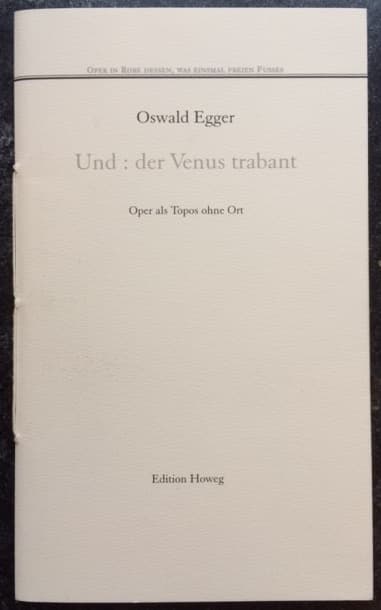 Oper in Robe dessen, was einsmal freien Fusses
Oswald Egger
Und : der Venus trabant
Oper als Topos ohne Ort
Edition Howeg